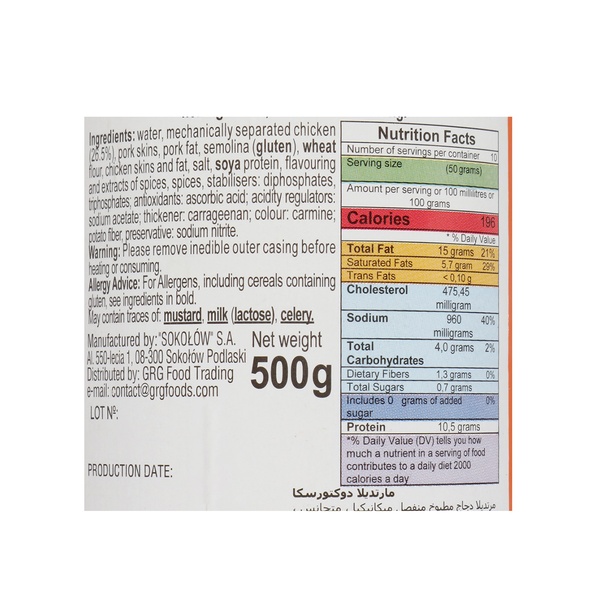 Ingredients: water, mechanically separated chicken
(26.5%), pork skins, pork fat, semolina (gluten), wheat
flour, chicken skins and fat, salt, soya protein, flavouring
and extracts of spices, spices, stabilisers: diphosphates,
triphosphates; antioxidants: ascorbic acid; acidity regulators:
sodium acetate; thickener: carrageenan; colour: carmine;
potato fiber, preservative: sodium nitrite.
Warning: Please remove inedible outer casing before
heating or consuming.
Allergy Advice: For Allergens, including cereals containing
gluten, see ingredients in bold.
May contain traces of: mustard, milk (lactose), celery.
Manufactured by: "SOKOŁÓW" S.A.
Al. 550-lecia 1, 08-300 Sokołów Podlaski
Distributed by: GRG Food Trading
e-mail: contact@grgfoods.com
Net weight
500g
LOT Nº:
PRODUCTION DATE:
Nutrition Facts
Number of servings per container 10
Serving size (50 grams)
Amount per serving or 100 millilitres or
100 grams
Calories 196
* % Daily Value
Total Fat 15 grams 21%
Saturated Fats 5,7 gram 29%
Trans Fats < 0,10 g
Cholesterol 475,45
milligram
Sodium 960 40%
milligrams
Total 4,0 grams 2%
Carbohydrates
Dietary Fibers 1,3 grams 0%
Total Sugars 0,7 grams
Includes 0 grams of added 0%
sugar
Protein 10,5 grams
*% Daily Value (DV) tells you how
much a nutrient in a serving of food
contributes to a daily diet 2000
calories a day
مارتديلا دوكتورسكا
مرتديلا دجاج مطبوخ منفصل ميكانيكيا، متجانس،